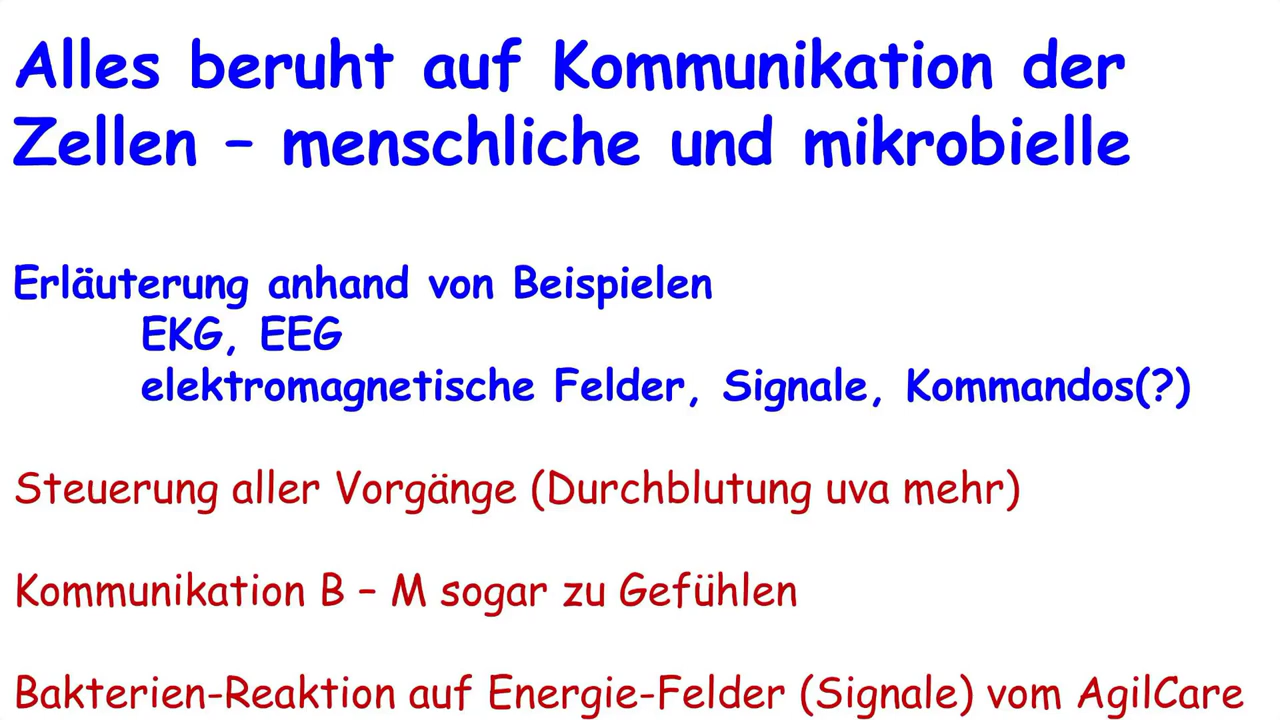 Alles beruht auf Kommunikation der
Zellen – menschliche und mikrobielle
Erläuterung anhand von Beispielen
EKG, EEG
elektromagnetische Felder, Signale, Kommandos(?)
Steuerung aller Vorgänge (Durchblutung uva mehr)
Kommunikation B – M sogar zu Gefühlen
Bakterien-Reaktion auf Energie-Felder (Signale) vom AgilCare